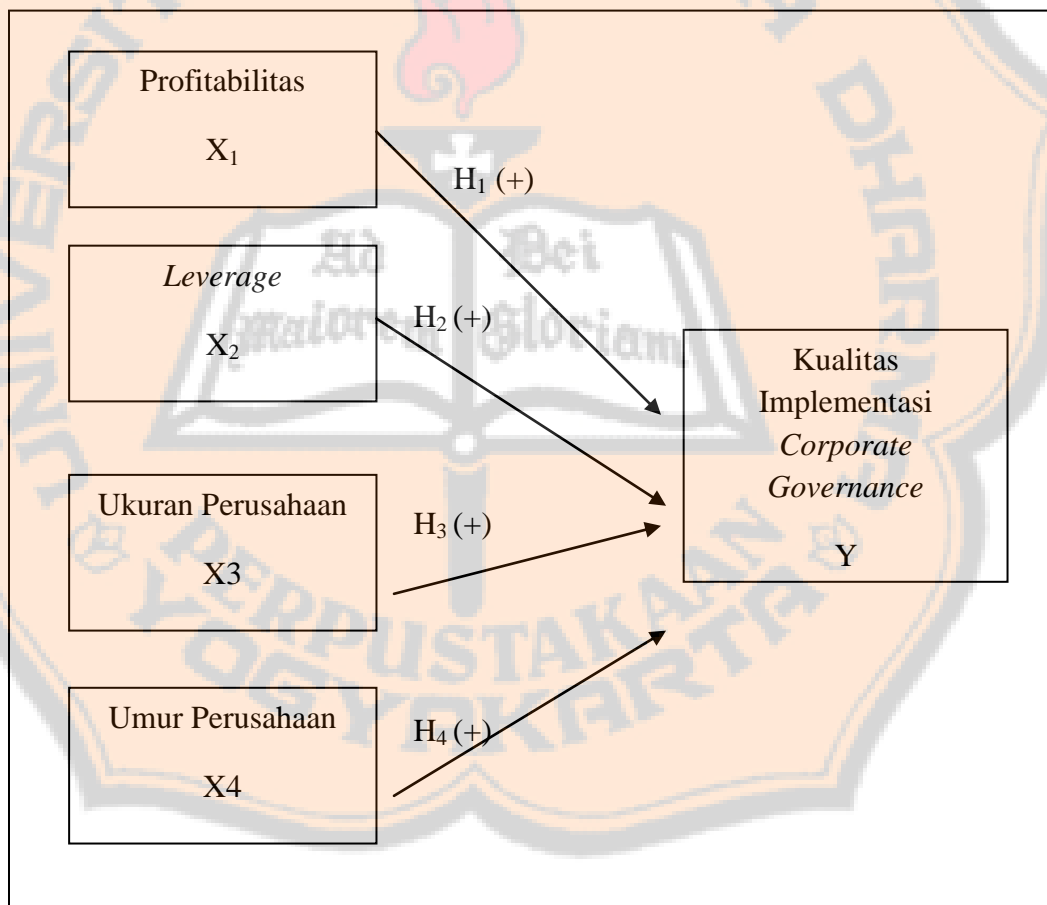 Profitabilitas
X₁
H₁ (+)
Leverage
X₂
H₂ (+)
Ukuran Perusahaan
X3
H₃ (+)
Umur Perusahaan
X4
H₄ (+)
Kualitas
Implementasi
Corporate
Governance
Y
Ad Dei
Maiorem Gloriam
DHARMA
PERPUSTAKAAN
YOGYAKARTA